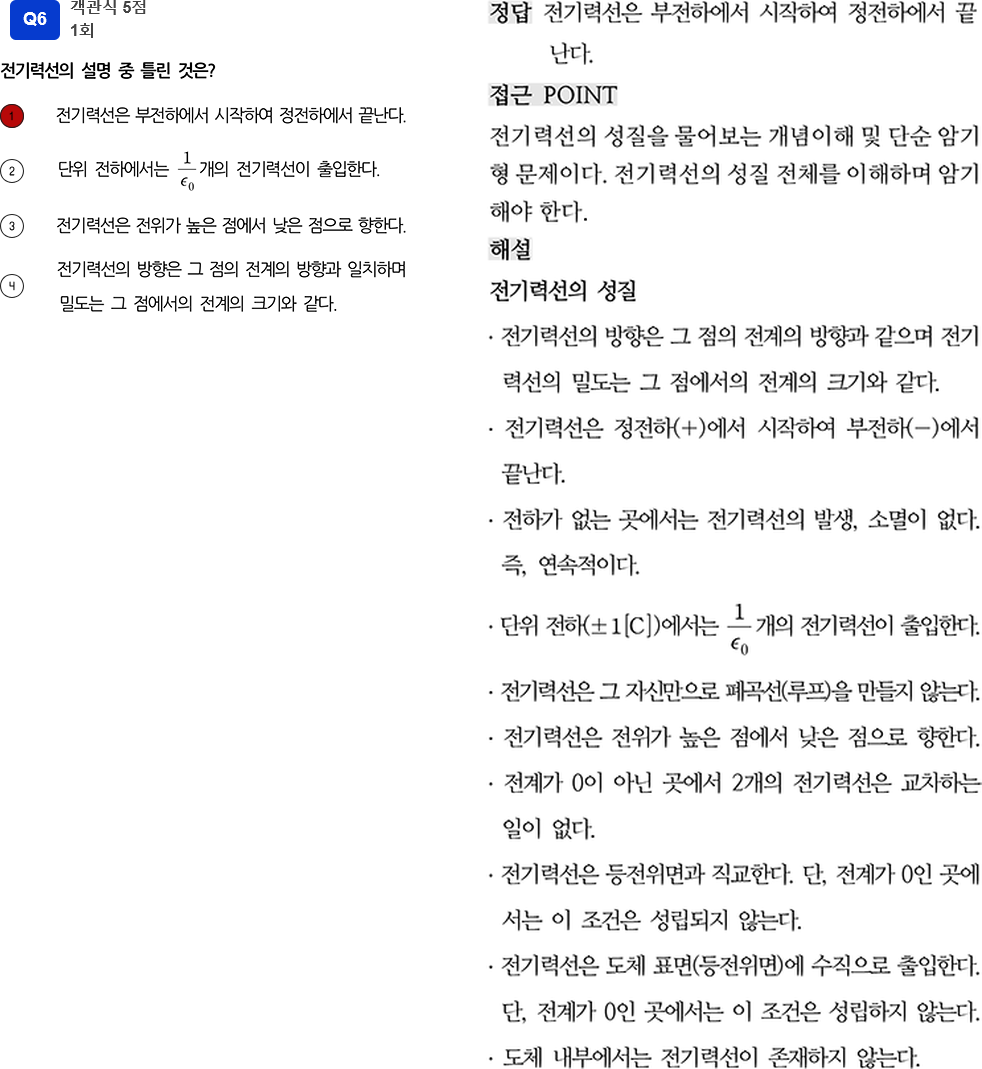 Q6 객관식 5점
1회
전기력선의 설명 중 틀린 것은?
1 전기력선은 부전하에서 시작하여 정전하에서 끝난다.
2 단위 전하에서는 1/ϵ₀개의 전기력선이 출입한다.
3 전기력선은 전위가 높은 점에서 낮은 점으로 향한다.
4 전기력선의 방향은 그 점의 전계의 방향과 일치하며
밀도는 그 점에서의 전계의 크기와 같다.
정답 전기력선은 부전하에서 시작하여 정전하에서 끝
난다.
접근 POINT
전기력선의 성질을 물어보는 개념이해 및 단순 암기
형 문제이다. 전기력선의 성질 전체를 이해하며 암기
해야 한다.
해설
전기력선의 성질
· 전기력선의 방향은 그 점의 전계의 방향과 같으며 전기
력선의 밀도는 그 점에서의 전계의 크기와 같다.
· 전기력선은 정전하(+)에서 시작하여 부전하(-)에서
끝난다.
· 전하가 없는 곳에서는 전기력선의 발생, 소멸이 없다.
즉, 연속적이다.
· 단위 전하(±1[C])에서는 1/ϵ₀개의 전기력선이 출입한다.
· 전기력선은 그 자신만으로 폐곡선(루프)을 만들지 않는다.
· 전기력선은 전위가 높은 점에서 낮은 점으로 향한다.
· 전계가 0이 아닌 곳에서 2개의 전기력선은 교차하는
일이 없다.
· 전기력선은 등전위면과 직교한다. 단, 전계가 0인 곳에
서는 이 조건은 성립되지 않는다.
· 전기력선은 도체 표면(등전위면)에 수직으로 출입한다.
단, 전계가 0인 곳에서는 이 조건은 성립하지 않는다.
· 도체 내부에서는 전기력선이 존재하지 않는다.